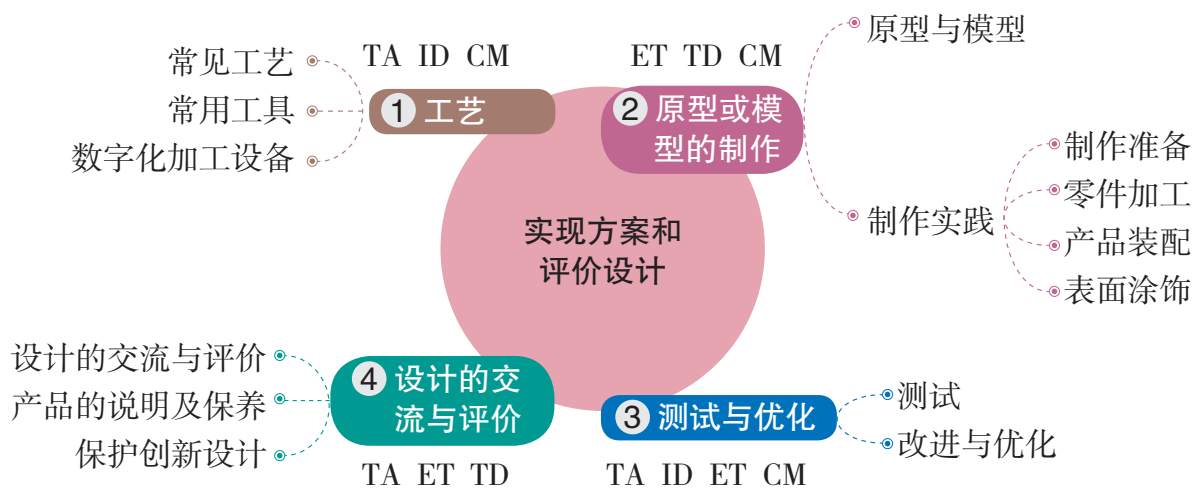 TA ID CM
① 工艺
常见工艺
常用工具
数字化加工设备
ET TD CM
② 原型或模
型的制作
原型与模型
制作实践
制作准备
零件加工
产品装配
表面涂饰
实现方案和
评价设计
④ 设计的交
流与评价
设计的交流与评价
产品的说明及保养
保护创新设计
TA ET TD
③ 测试与优化
测试
改进与优化
TA ID ET CM